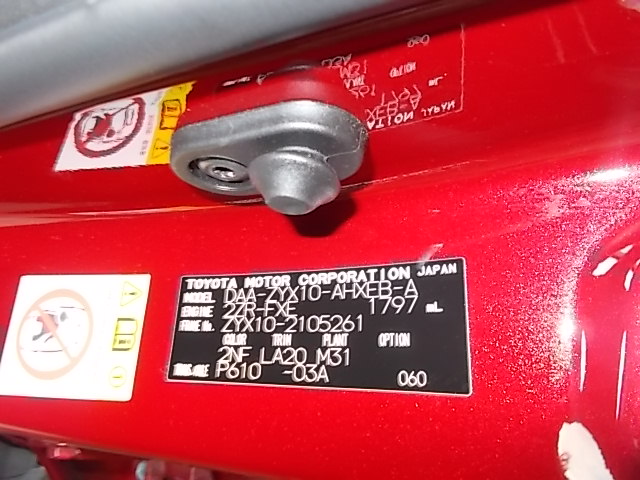 TOYOTA MOTOR CORPORATION JAPAN
MODEL DAA-ZYX10-AHXEB-A
ENGINE 2ZR-FXE 1797 mL
FRAME No. ZYX10-2105261
COLOR TRIM PLANT OPTION
2NF LA20 M31
TRANS./AXLE P610 -03A 060